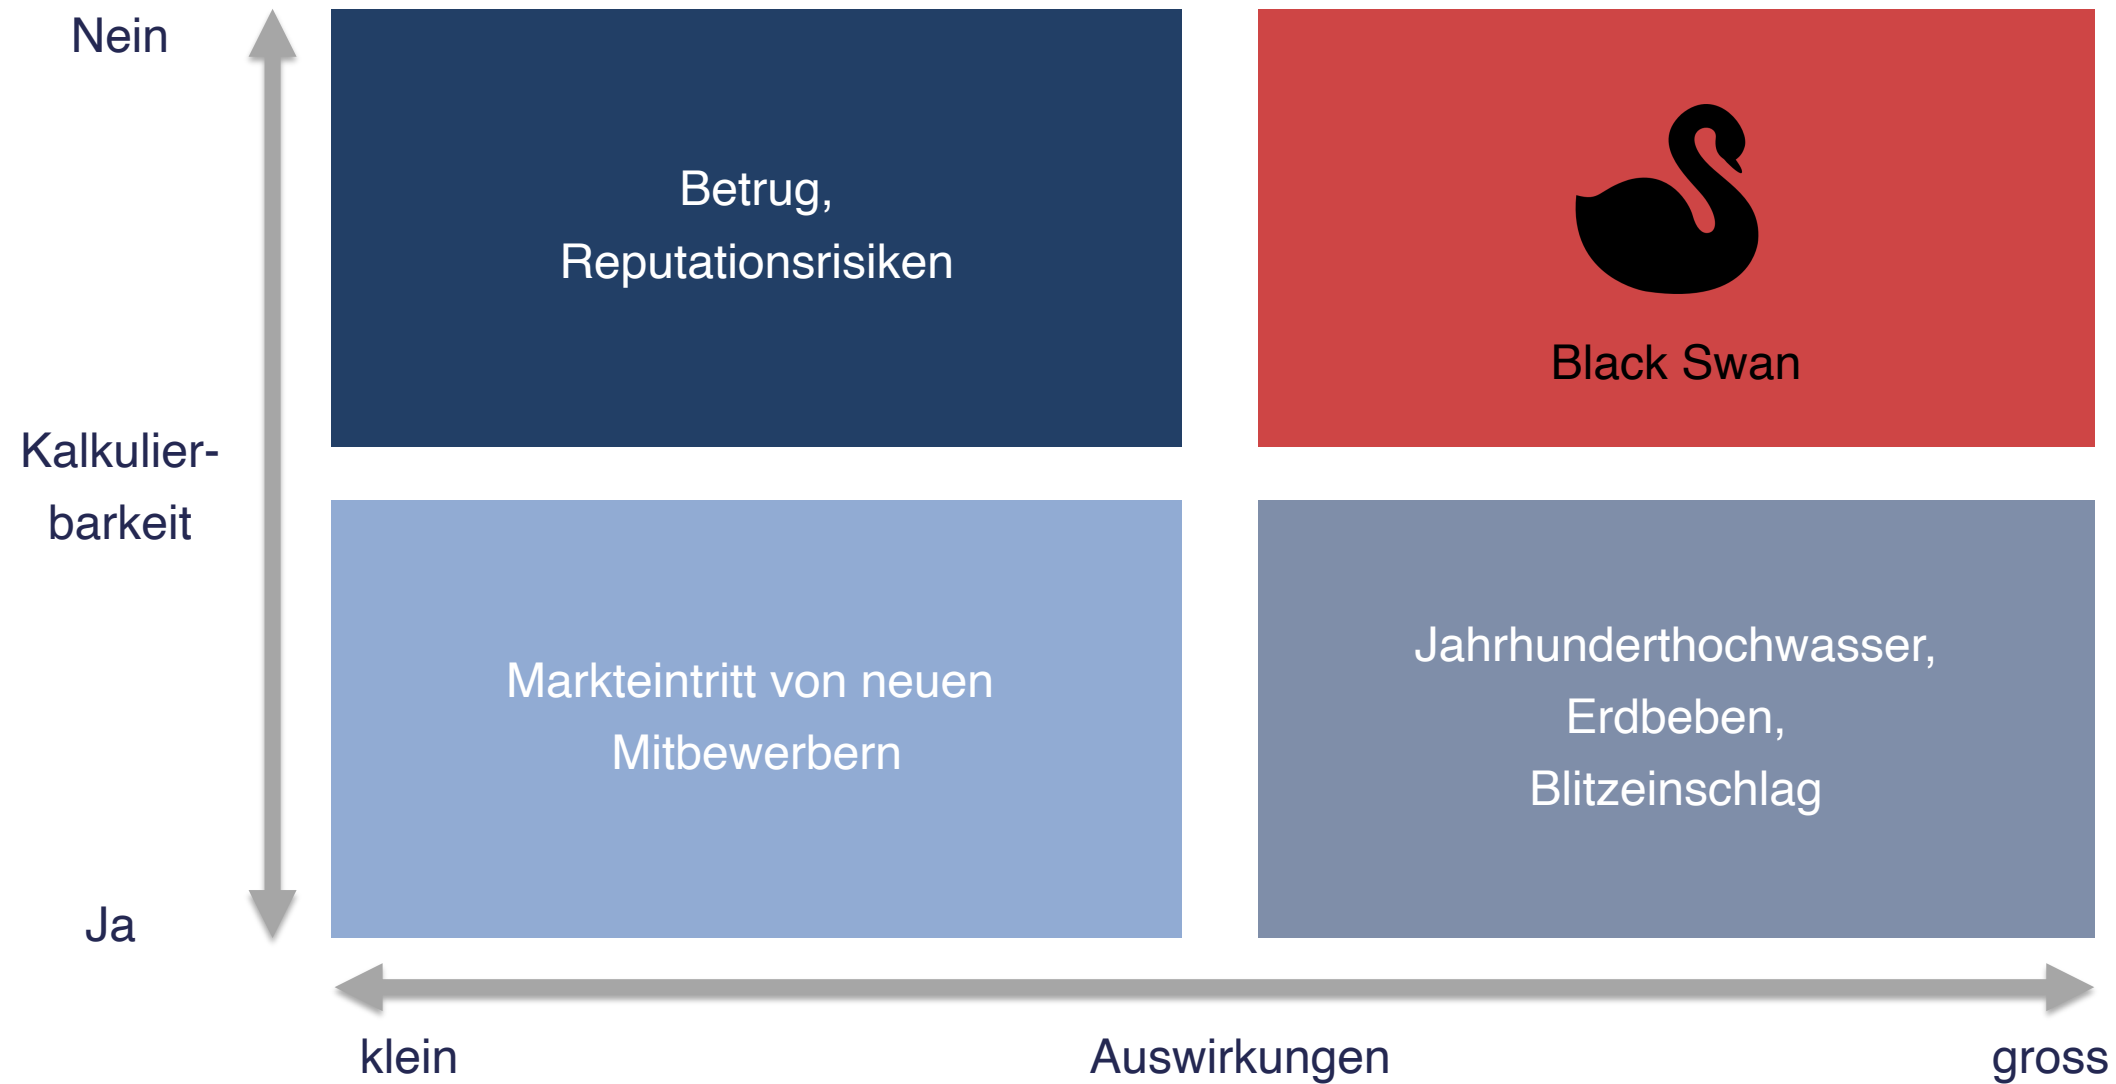 Nein
Betrug,
Reputationsrisiken
Black Swan
Kalkulier-
barkeit
Markteintritt von neuen
Mitbewerbern
Jahrhunderthochwasser,
Erdbeben,
Blitzeinschlag
Ja
klein
Auswirkungen
gross